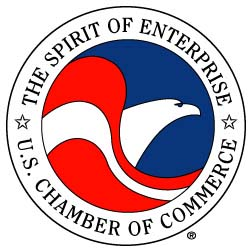 THE SPIRIT OF ENTERPRISE
U.S. CHAMBER OF COMMERCE
®